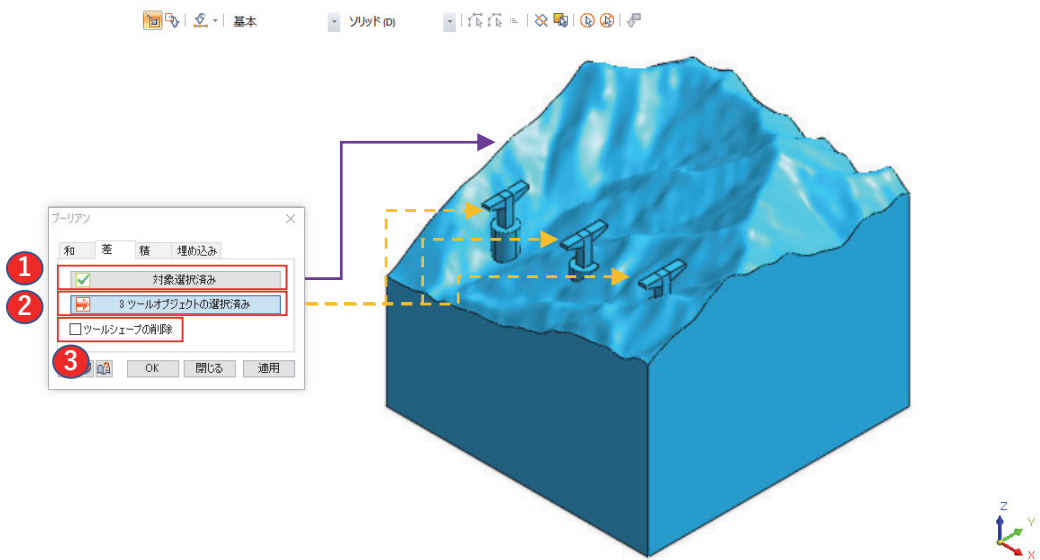 基本 ソリッド (D)
ブーリアン
和 差 積 埋め込み
1 対象選択済み
2 3 ツールオブジェクトの選択済み
ツールシェープの削除
3 OK 閉じる 適用
Z
Y
X